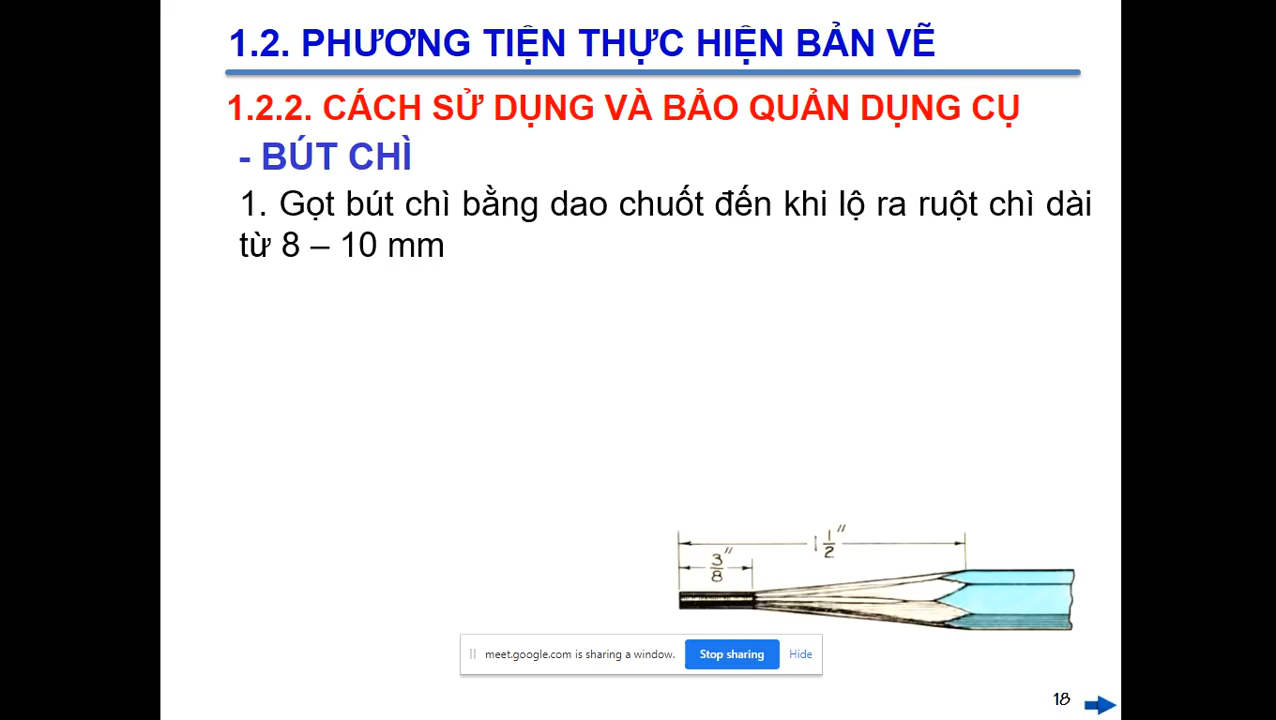 1.2. PHƯƠNG TIỆN THỰC HIỆN BẢN VẼ
1.2.2. CÁCH SỬ DỤNG VÀ BẢO QUẢN DỤNG CỤ
- BÚT CHÌ
1. Gọt bút chì bằng dao chuốt đến khi lộ ra ruột chì dài
từ 8 – 10 mm
1 1/2"
3/8"
meet.google.com is sharing a window. Stop sharing Hide
18